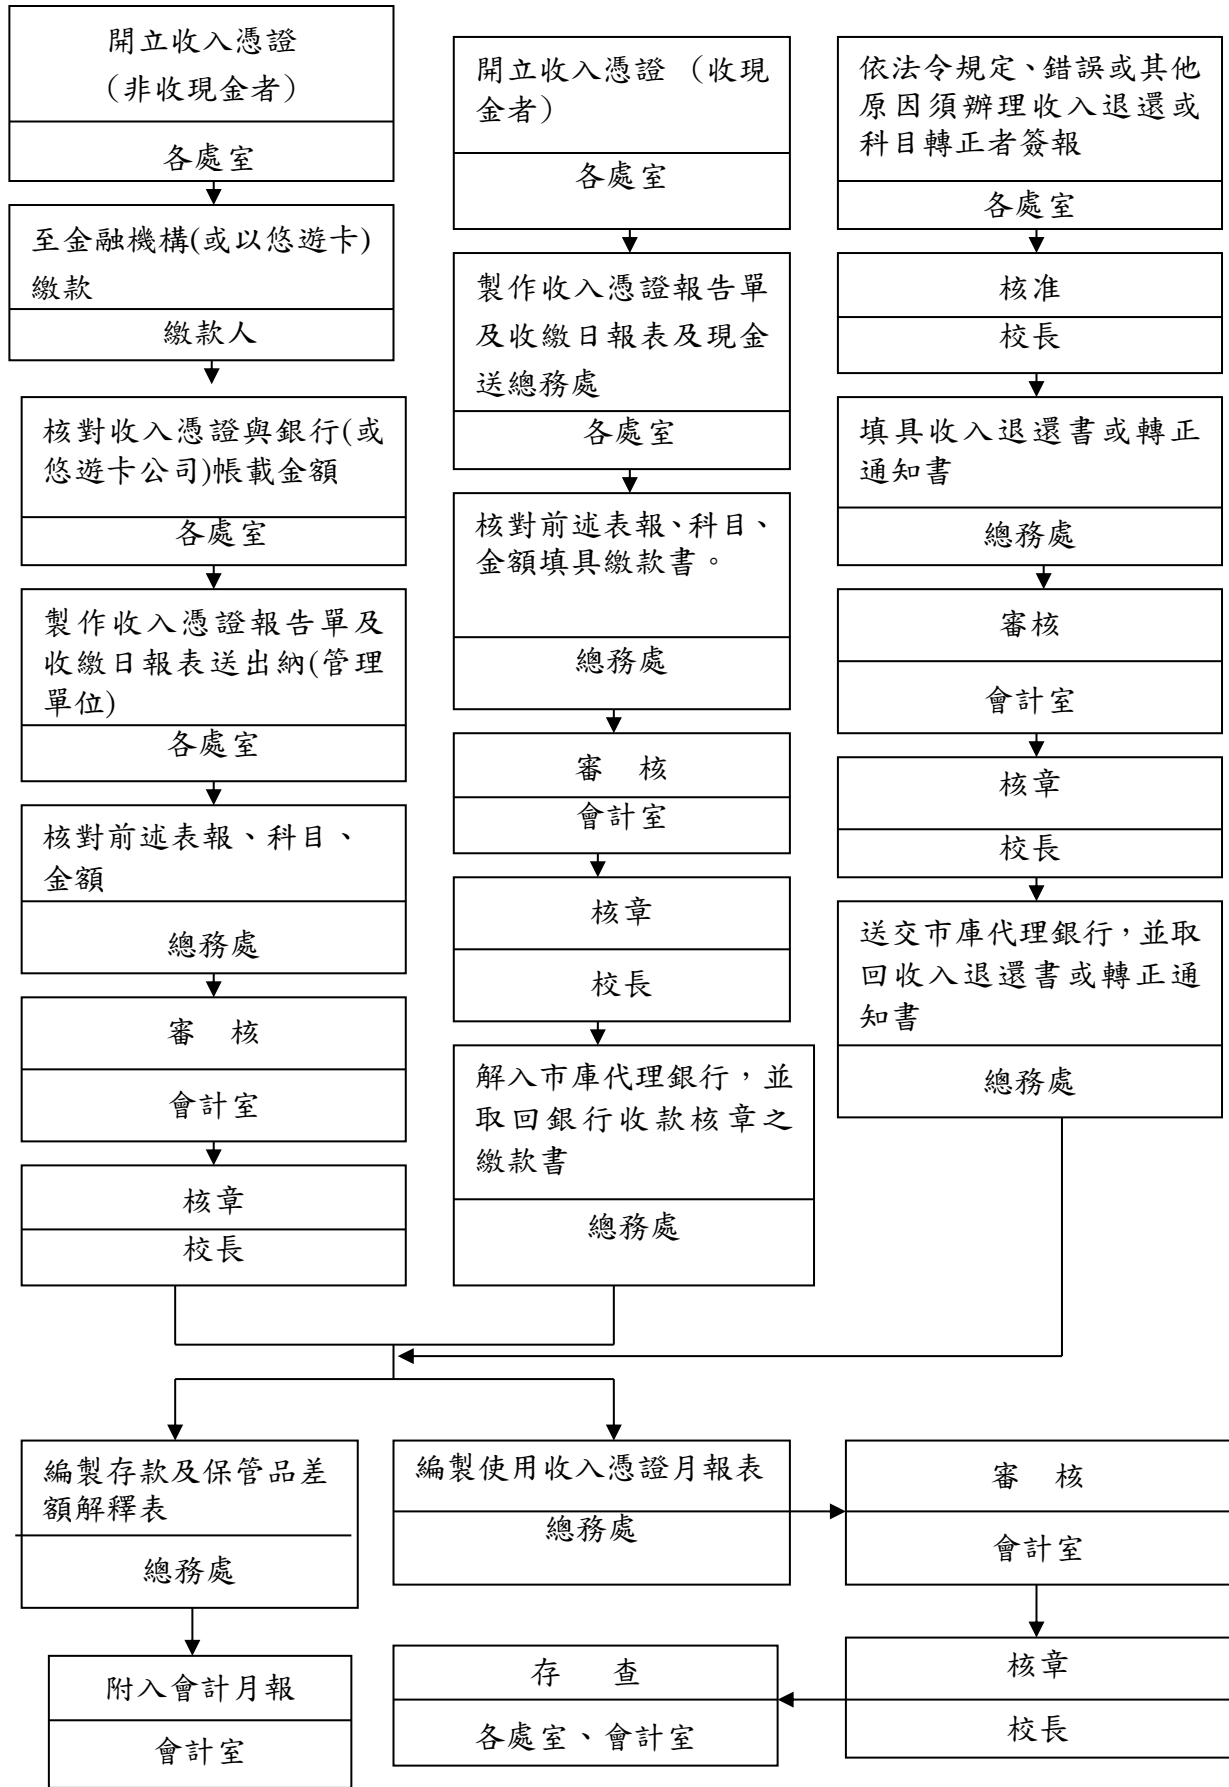 開立收入憑證
（非收現金者）
各處室
至金融機構(或以悠遊卡)
繳款
繳款人
核對收入憑證與銀行(或
悠遊卡公司)帳載金額
各處室
製作收入憑證報告單及
收繳日報表送出納(管理
單位)
各處室
核對前述表報、科目、
金額
總務處
審　核
會計室
核章
校長
開立收入憑證 （收現
金者）
各處室
製作收入憑證報告單
及收繳日報表及現金
送總務處
各處室
核對前述表報、科目、
金額填具繳款書。
總務處
審　核
會計室
核章
校長
解入市庫代理銀行，並
取回銀行收款核章之
繳款書
總務處
依法令規定、錯誤或其他
原因須辦理收入退還或
科目轉正者簽報
各處室
核准
校長
填具收入退還書或轉正
通知書
總務處
審核
會計室
核章
校長
送交市庫代理銀行，並取
回收入退還書或轉正通
知書
總務處
編製存款及保管品差
額解釋表
總務處
附入會計月報
會計室
編製使用收入憑證月報表
總務處
審　核
會計室
核章
校長
存　查
各處室、會計室